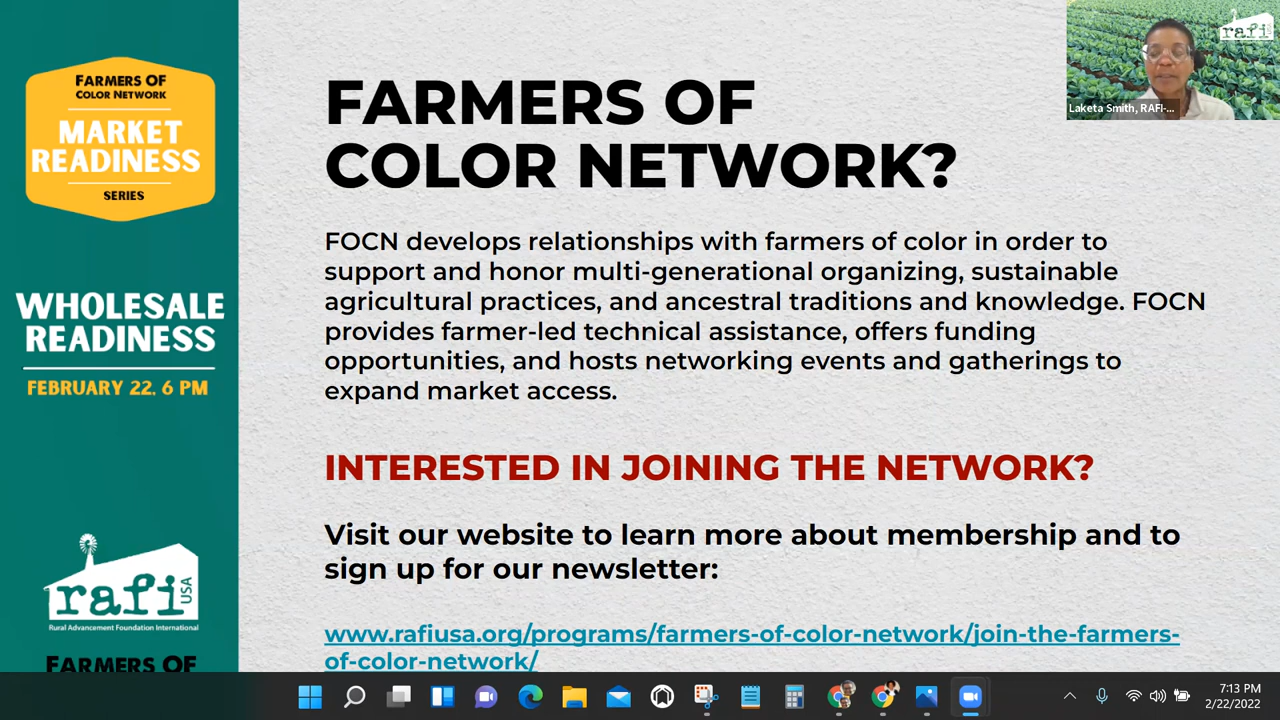 FARMERS OF
COLOR NETWORK
MARKET
READINESS
SERIES
WHOLESALE
READINESS
FEBRUARY 22, 6 PM
rafi USA
Rural Advancement Foundation International
FARMERS OF
FARMERS OF
COLOR NETWORK?
FOCN develops relationships with farmers of color in order to
support and honor multi-generational organizing, sustainable
agricultural practices, and ancestral traditions and knowledge. FOCN
provides farmer-led technical assistance, offers funding
opportunities, and hosts networking events and gatherings to
expand market access.
INTERESTED IN JOINING THE NETWORK?
Visit our website to learn more about membership and to
sign up for our newsletter:
www.rafiusa.org/programs/farmers-of-color-network/join-the-farmers-
of-color-network/
rafi
Laketa Smith, RAFI-...
7:13 PM
2/22/2022